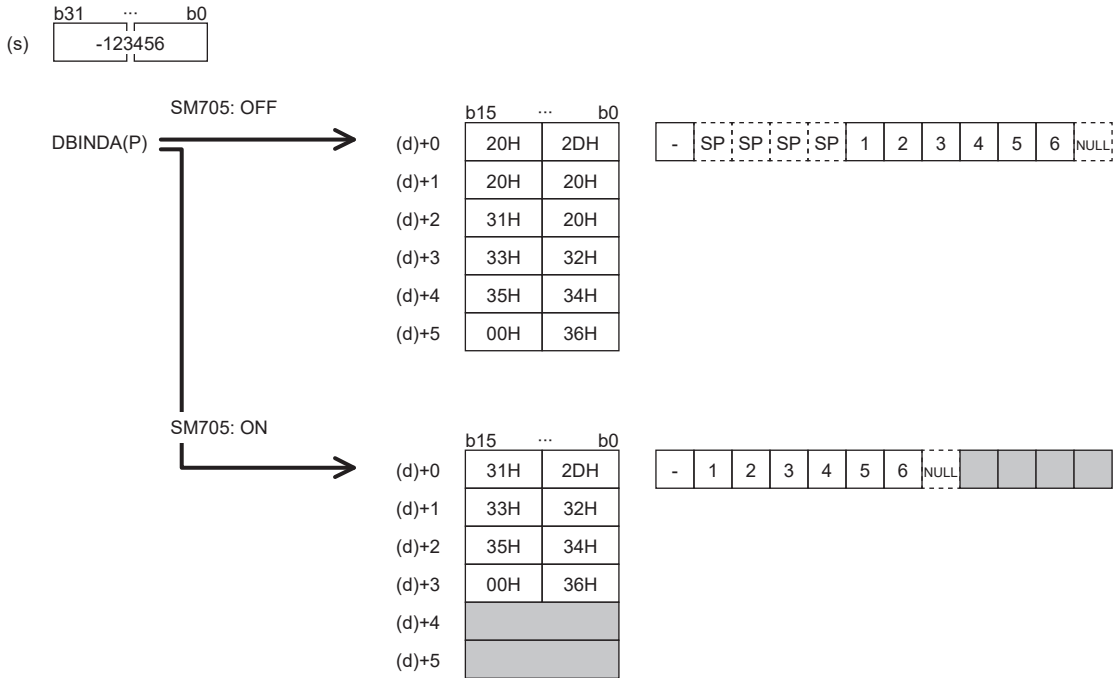 b31 ... b0
(s) -123456
SM705: OFF
DBINDA(P)
b15 ... b0
(d)+0 20H 2DH - SP SP SP SP 1 2 3 4 5 6 NULL
(d)+1 20H 20H
(d)+2 31H 20H
(d)+3 33H 32H
(d)+4 35H 34H
(d)+5 00H 36H
SM705: ON
b15 ... b0
(d)+0 31H 2DH - 1 2 3 4 5 6 NULL
(d)+1 33H 32H
(d)+2 35H 34H
(d)+3 00H 36H
(d)+4
(d)+5